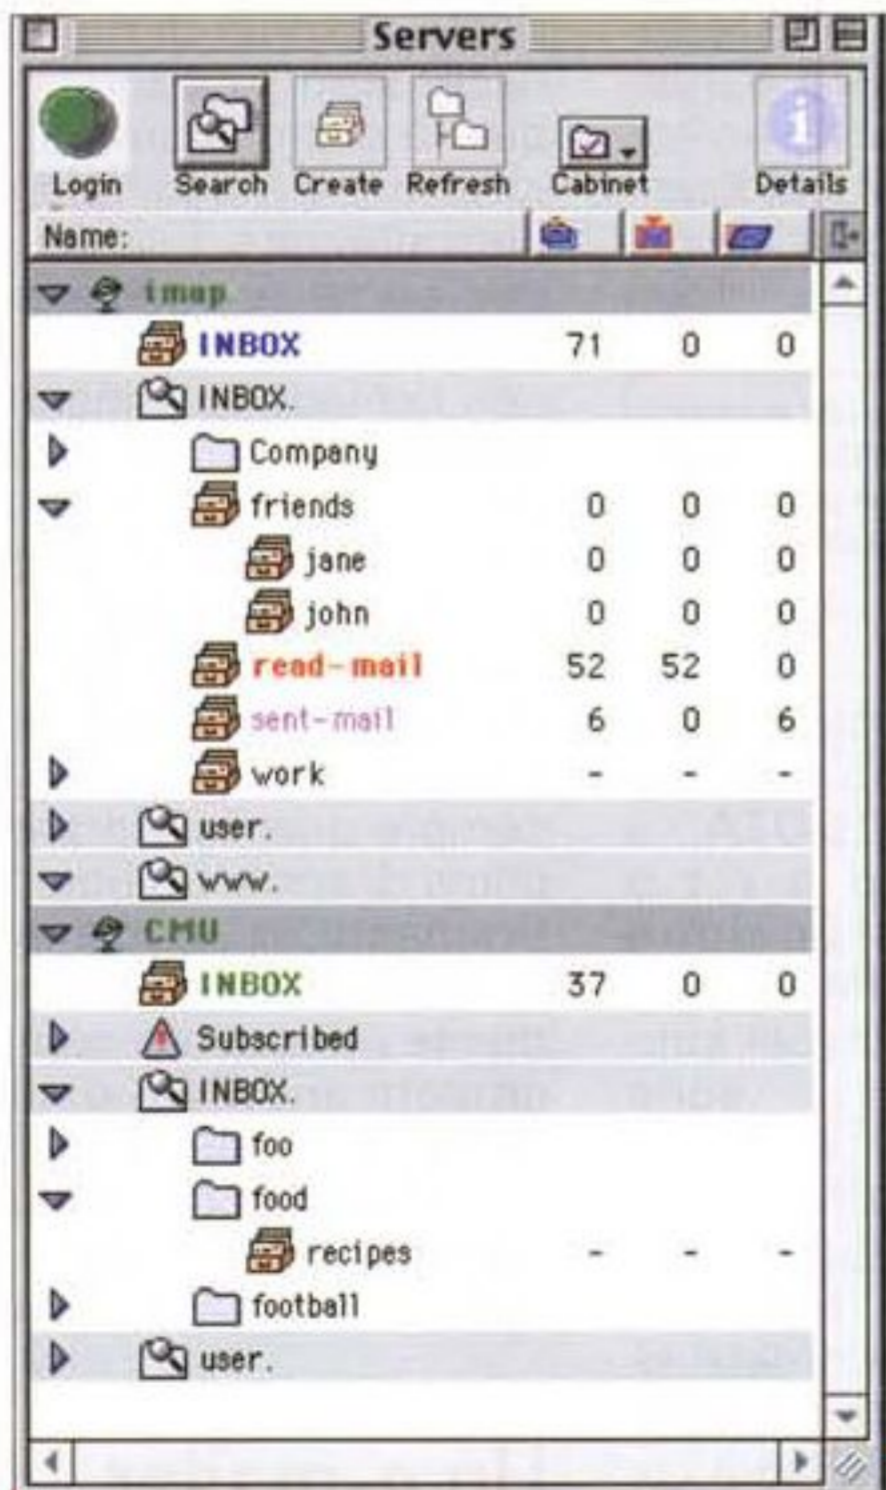 Servers
Login Search Create Refresh Cabinet Details
Name:
imap
INBOX 71 0 0
INBOX.
Company
friends 0 0 0
jane 0 0 0
john 0 0 0
read-mail 52 52 0
sent-mail 6 0 6
work - - -
user.
www.
CMU
INBOX 37 0 0
Subscribed
INBOX.
foo
food
recipes - - -
football
user.